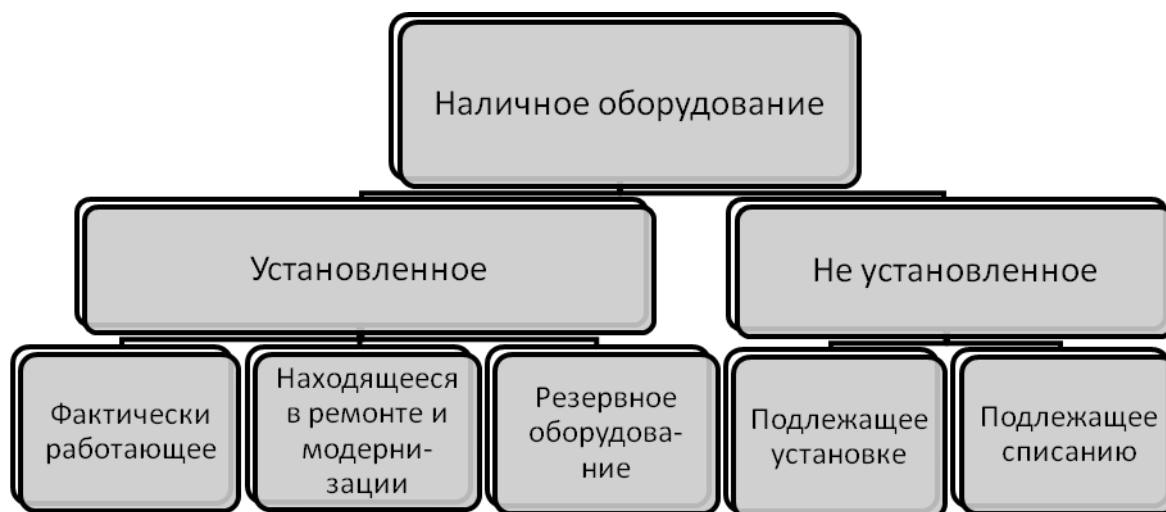 Наличное оборудование
Установленное
Не установленное
Фактически
работающее
Находящееся
в ремонте и
модерни-
зации
Резервное
оборудова-
ние
Подлежащее
установке
Подлежащее
списанию